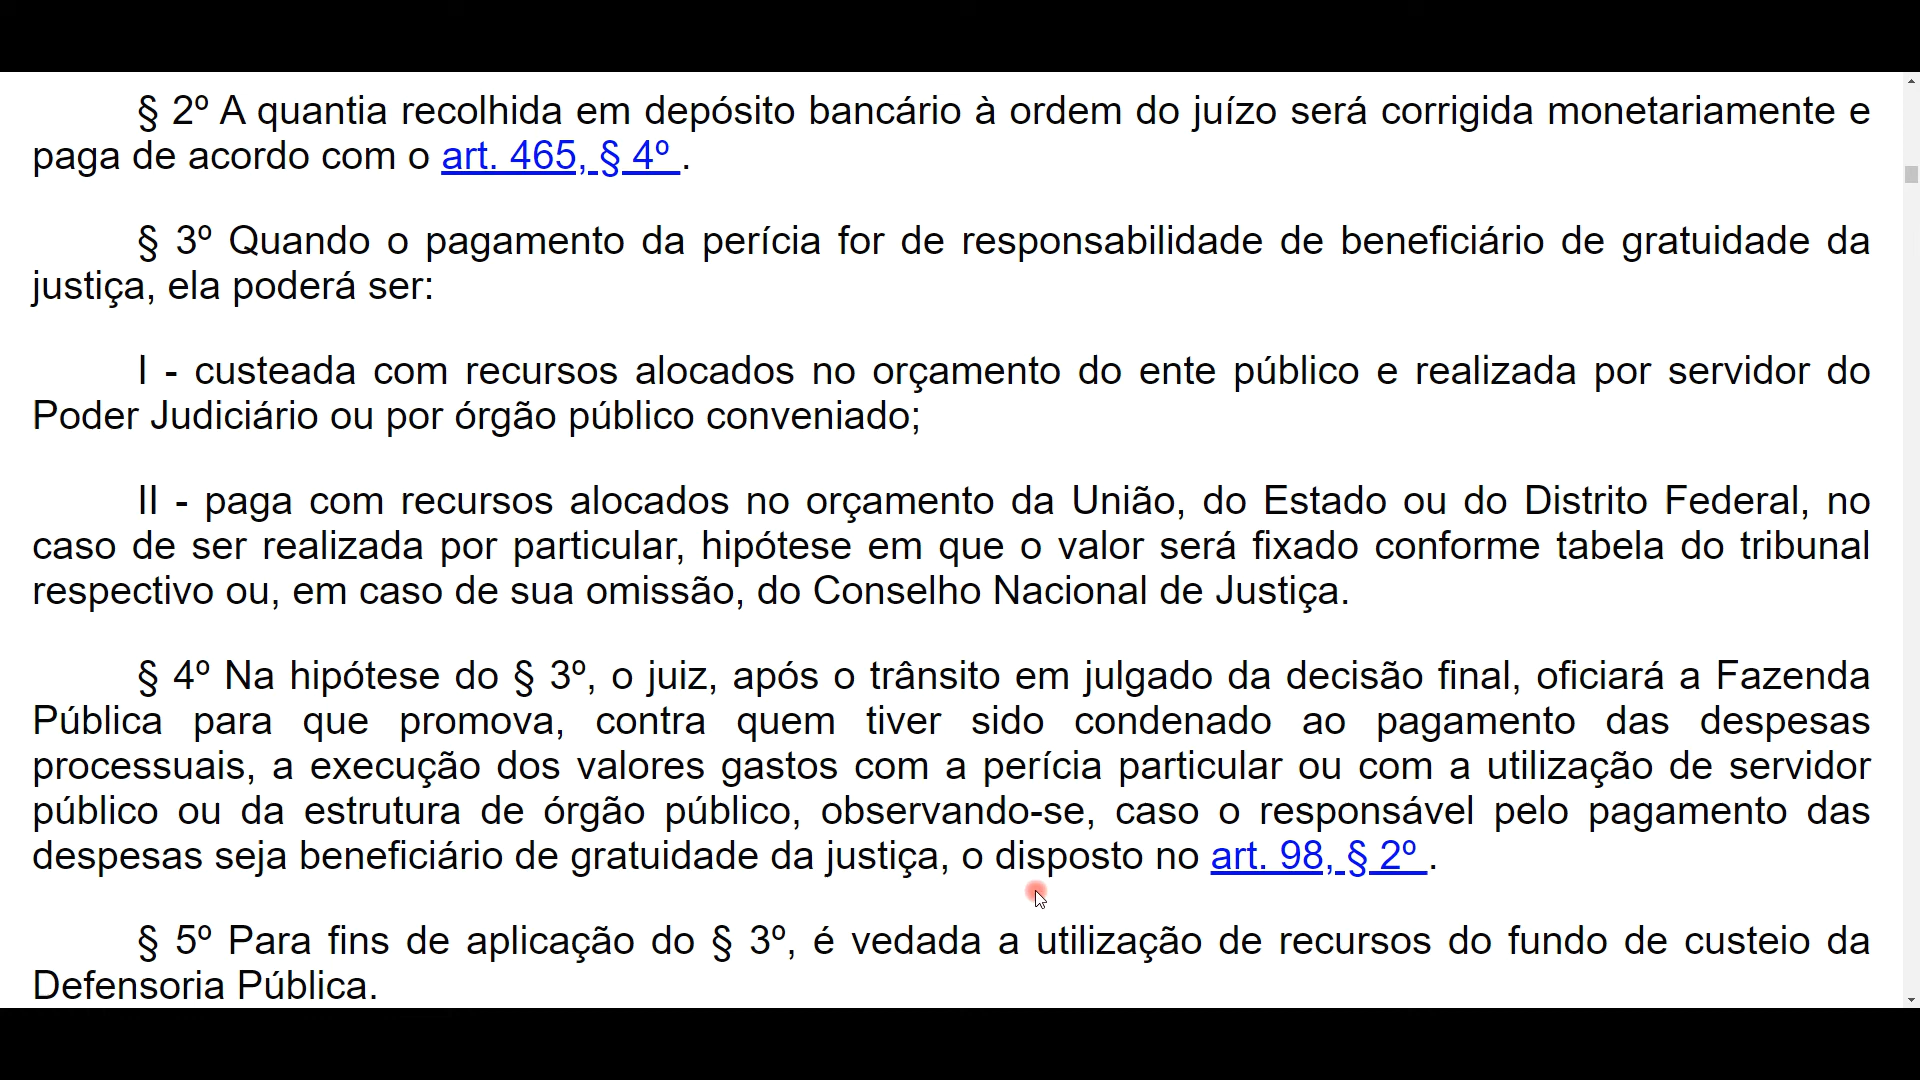 § 2º A quantia recolhida em depósito bancário à ordem do juízo será corrigida monetariamente e
paga de acordo com o art. 465, § 4º .
§ 3º Quando o pagamento da perícia for de responsabilidade de beneficiário de gratuidade da
justiça, ela poderá ser:
I - custeada com recursos alocados no orçamento do ente público e realizada por servidor do
Poder Judiciário ou por órgão público conveniado;
II - paga com recursos alocados no orçamento da União, do Estado ou do Distrito Federal, no
caso de ser realizada por particular, hipótese em que o valor será fixado conforme tabela do tribunal
respectivo ou, em caso de sua omissão, do Conselho Nacional de Justiça.
§ 4º Na hipótese do § 3º, o juiz, após o trânsito em julgado da decisão final, oficiará a Fazenda
Pública para que promova, contra quem tiver sido condenado ao pagamento das despesas
processuais, a execução dos valores gastos com a perícia particular ou com a utilização de servidor
público ou da estrutura de órgão público, observando-se, caso o responsável pelo pagamento das
despesas seja beneficiário de gratuidade da justiça, o disposto no art. 98, § 2º .
§ 5º Para fins de aplicação do § 3º, é vedada a utilização de recursos do fundo de custeio da
Defensoria Pública.